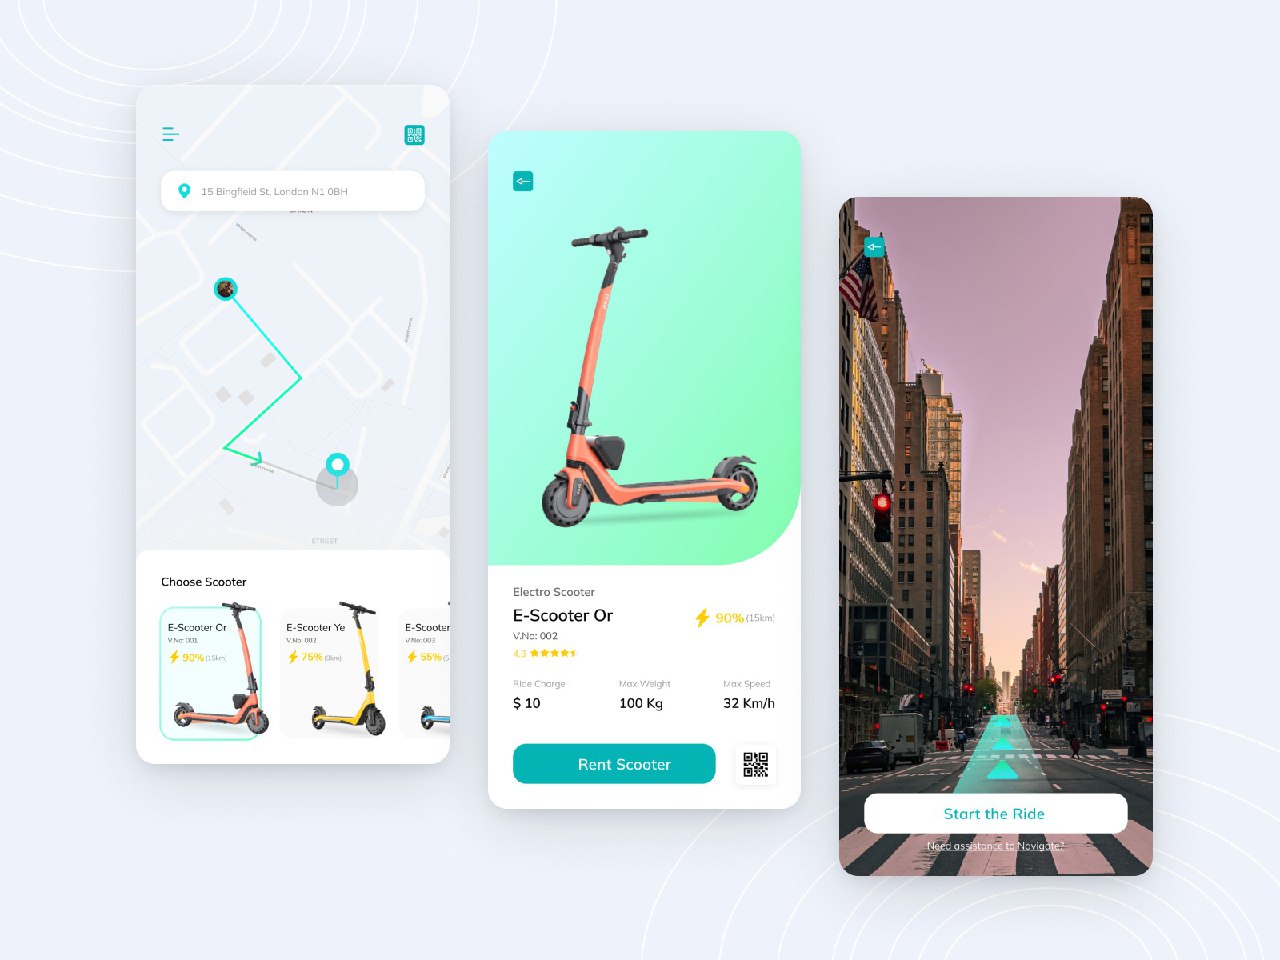 15 Bingfield St, London N1 0BH
STREET
Choose Scooter
E-Scooter Or
V.No: 001
90% (15km)
E-Scooter Ye
V.No: 002
75% (9km)
E-Scooter
V.No: 003
55% (5
Electro Scooter
E-Scooter Or
V.No: 002
4.3
90% (15km)
Ride Charge
$ 10
Max Weight
100 Kg
Max Speed
32 Km/h
Rent Scooter
Start the Ride
Need assistance to Navigate?